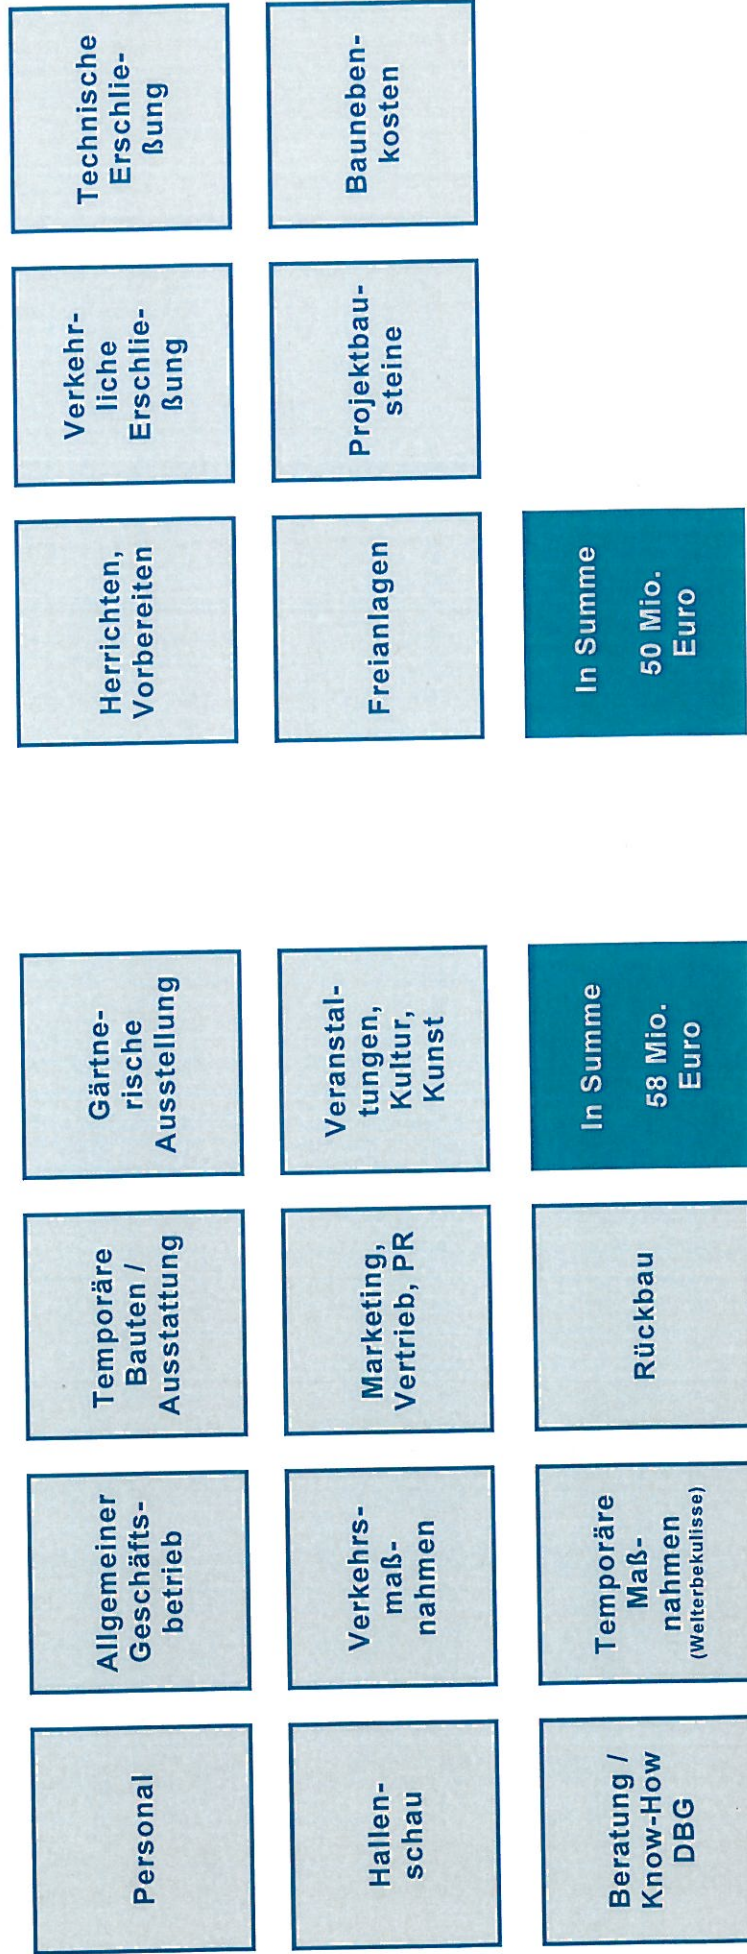 Personal
Allgemeiner
Geschäfts-
betrieb
Temporäre
Bauten /
Ausstattung
Gärtne-
rische
Ausstellung
Hallen-
schau
Verkehrs-
maß-
nahmen
Marketing,
Vertrieb, PR
Veranstal-
tungen,
Kultur,
Kunst
Beratung /
Know-How
DBG
Temporäre
Maß-
nahmen
(Welterbekulisse)
Rückbau
In Summe
58 Mio.
Euro
Herrichten,
Vorbereiten
Verkehr-
liche
Erschlie-
ßung
Technische
Erschlie-
ßung
Freianlagen
Projektbau-
steine
Bauneben-
kosten
In Summe
50 Mio.
Euro